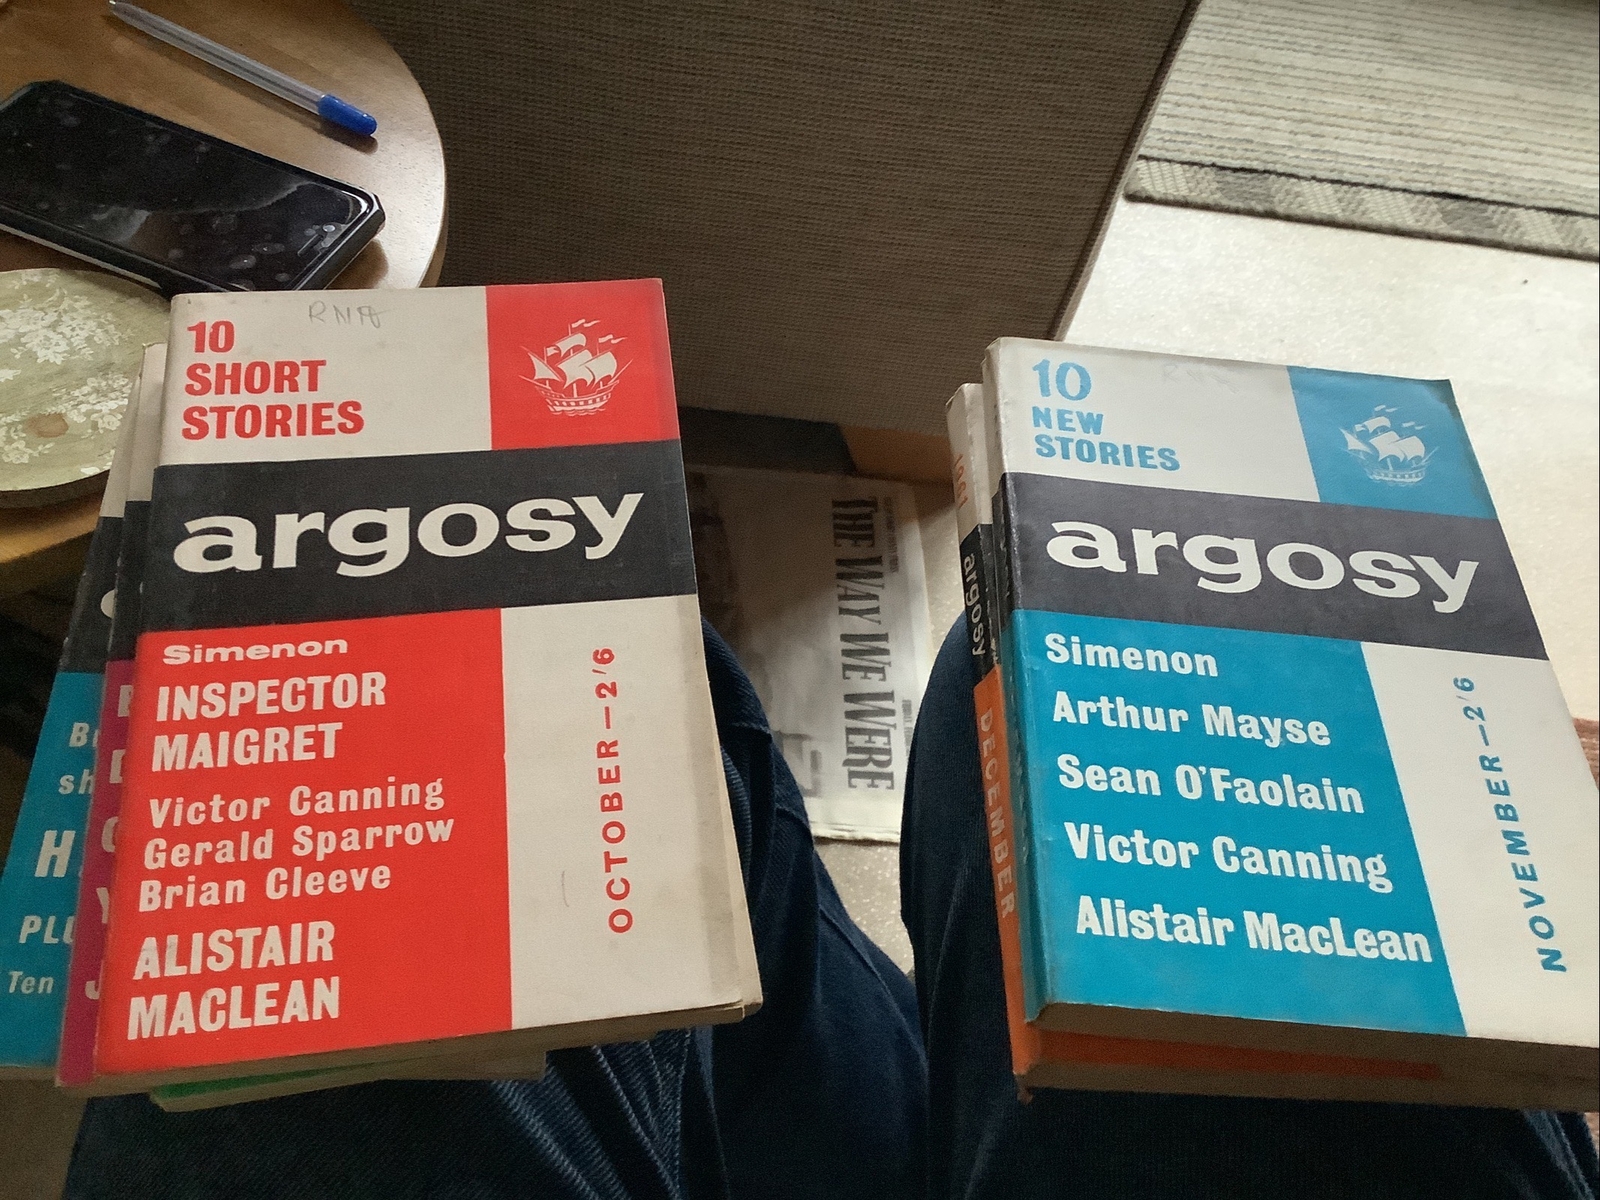 RNA
10
SHORT
STORIES
argosy
Simenon
INSPECTOR
MAIGRET
Victor Canning
Gerald Sparrow
Brian Cleeve
ALISTAIR
MACLEAN
OCTOBER—2'6
H
PLU
Ten
sh
THE WAY WE WERE
argosy
DECEMBER
10
NEW
STORIES
argosy
Simenon
Arthur Mayse
Sean O'Faolain
Victor Canning
Alistair MacLean
NOVEMBER—2'6